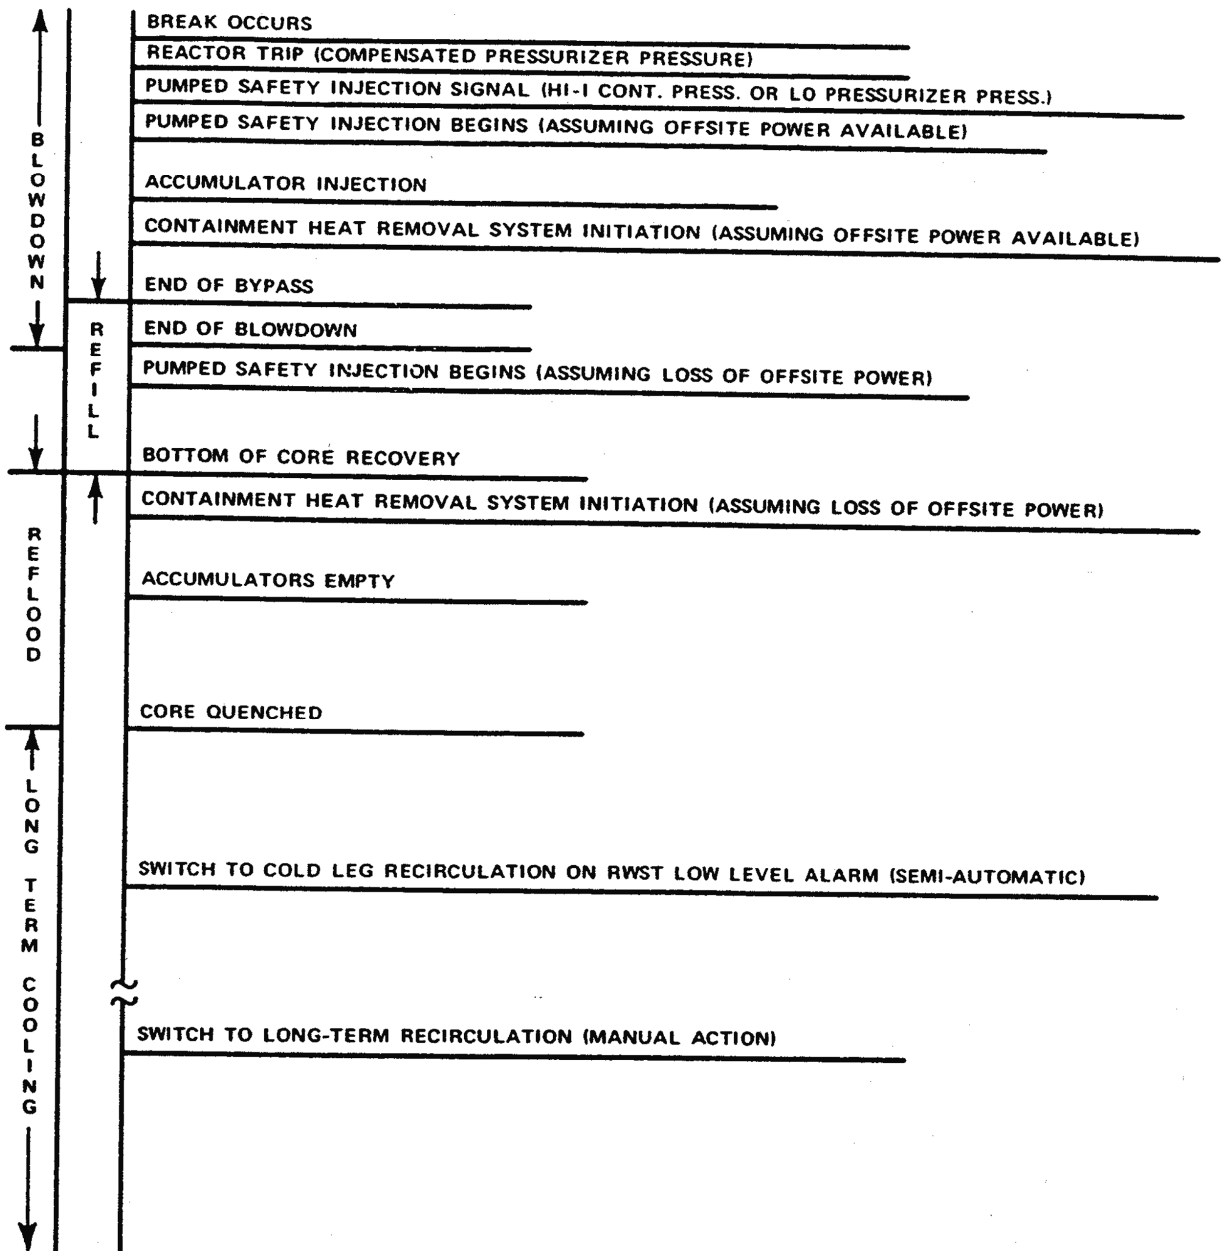 BREAK OCCURS
REACTOR TRIP (COMPENSATED PRESSURIZER PRESSURE)
PUMPED SAFETY INJECTION SIGNAL (HI-I CONT. PRESS. OR LO PRESSURIZER PRESS.)
PUMPED SAFETY INJECTION BEGINS (ASSUMING OFFSITE POWER AVAILABLE)
ACCUMULATOR INJECTION
CONTAINMENT HEAT REMOVAL SYSTEM INITIATION (ASSUMING OFFSITE POWER AVAILABLE)
BLOWDOWN
END OF BYPASS
END OF BLOWDOWN
PUMPED SAFETY INJECTION BEGINS (ASSUMING LOSS OF OFFSITE POWER)
REFILL
BOTTOM OF CORE RECOVERY
CONTAINMENT HEAT REMOVAL SYSTEM INITIATION (ASSUMING LOSS OF OFFSITE POWER)
ACCUMULATORS EMPTY
REFLOOD
CORE QUENCHED
SWITCH TO COLD LEG RECIRCULATION ON RWST LOW LEVEL ALARM (SEMI-AUTOMATIC)
SWITCH TO LONG-TERM RECIRCULATION (MANUAL ACTION)
LONG TERM COOLING